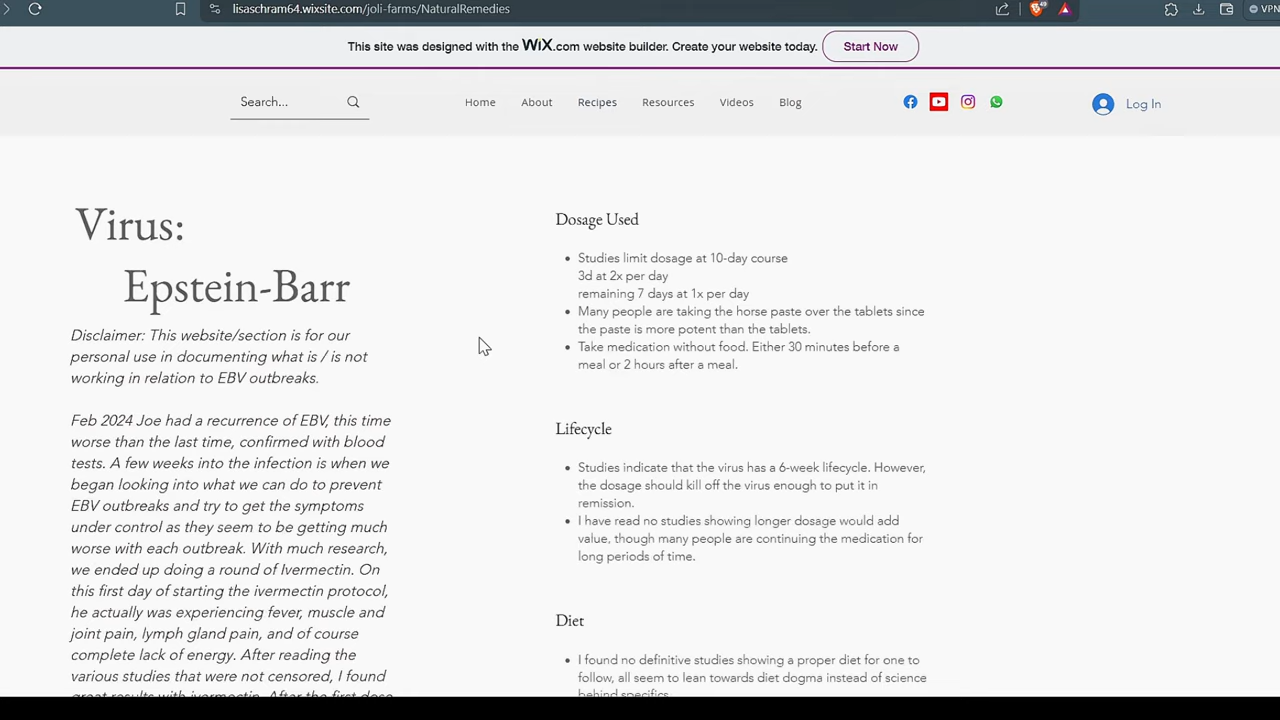 lisaschram64.wixsite.com/joli-farms/NaturalRemedies
VPN
This site was designed with the WiX.com website builder. Create your website today.
Start Now
Search...
Home
About
Recipes
Resources
Videos
Blog
Log In
Virus:
Epstein-Barr
Disclaimer: This website/section is for our
personal use in documenting what is / is not
working in relation to EBV outbreaks.
Feb 2024 Joe had a recurrence of EBV, this time
worse than the last time, confirmed with blood
tests. A few weeks into the infection is when we
began looking into what we can do to prevent
EBV outbreaks and try to get the symptoms
under control as they seem to be getting much
worse with each outbreak. With much research,
we ended up doing a round of Ivermectin. On
this first day of starting the ivermectin protocol,
he actually was experiencing fever, muscle and
joint pain, lymph gland pain, and of course
complete lack of energy. After reading the
various studies that were not censored, I found
great results with ivermectin. After the first dose
Dosage Used
Studies limit dosage at 10-day course
3d at 2x per day
remaining 7 days at 1x per day
Many people are taking the horse paste over the tablets since
the paste is more potent than the tablets.
Take medication without food. Either 30 minutes before a
meal or 2 hours after a meal.
Lifecycle
Studies indicate that the virus has a 6-week lifecycle. However,
the dosage should kill off the virus enough to put it in
remission.
I have read no studies showing longer dosage would add
value, though many people are continuing the medication for
long periods of time.
Diet
I found no definitive studies showing a proper diet for one to
follow, all seem to lean towards diet dogma instead of science
behind specifics.